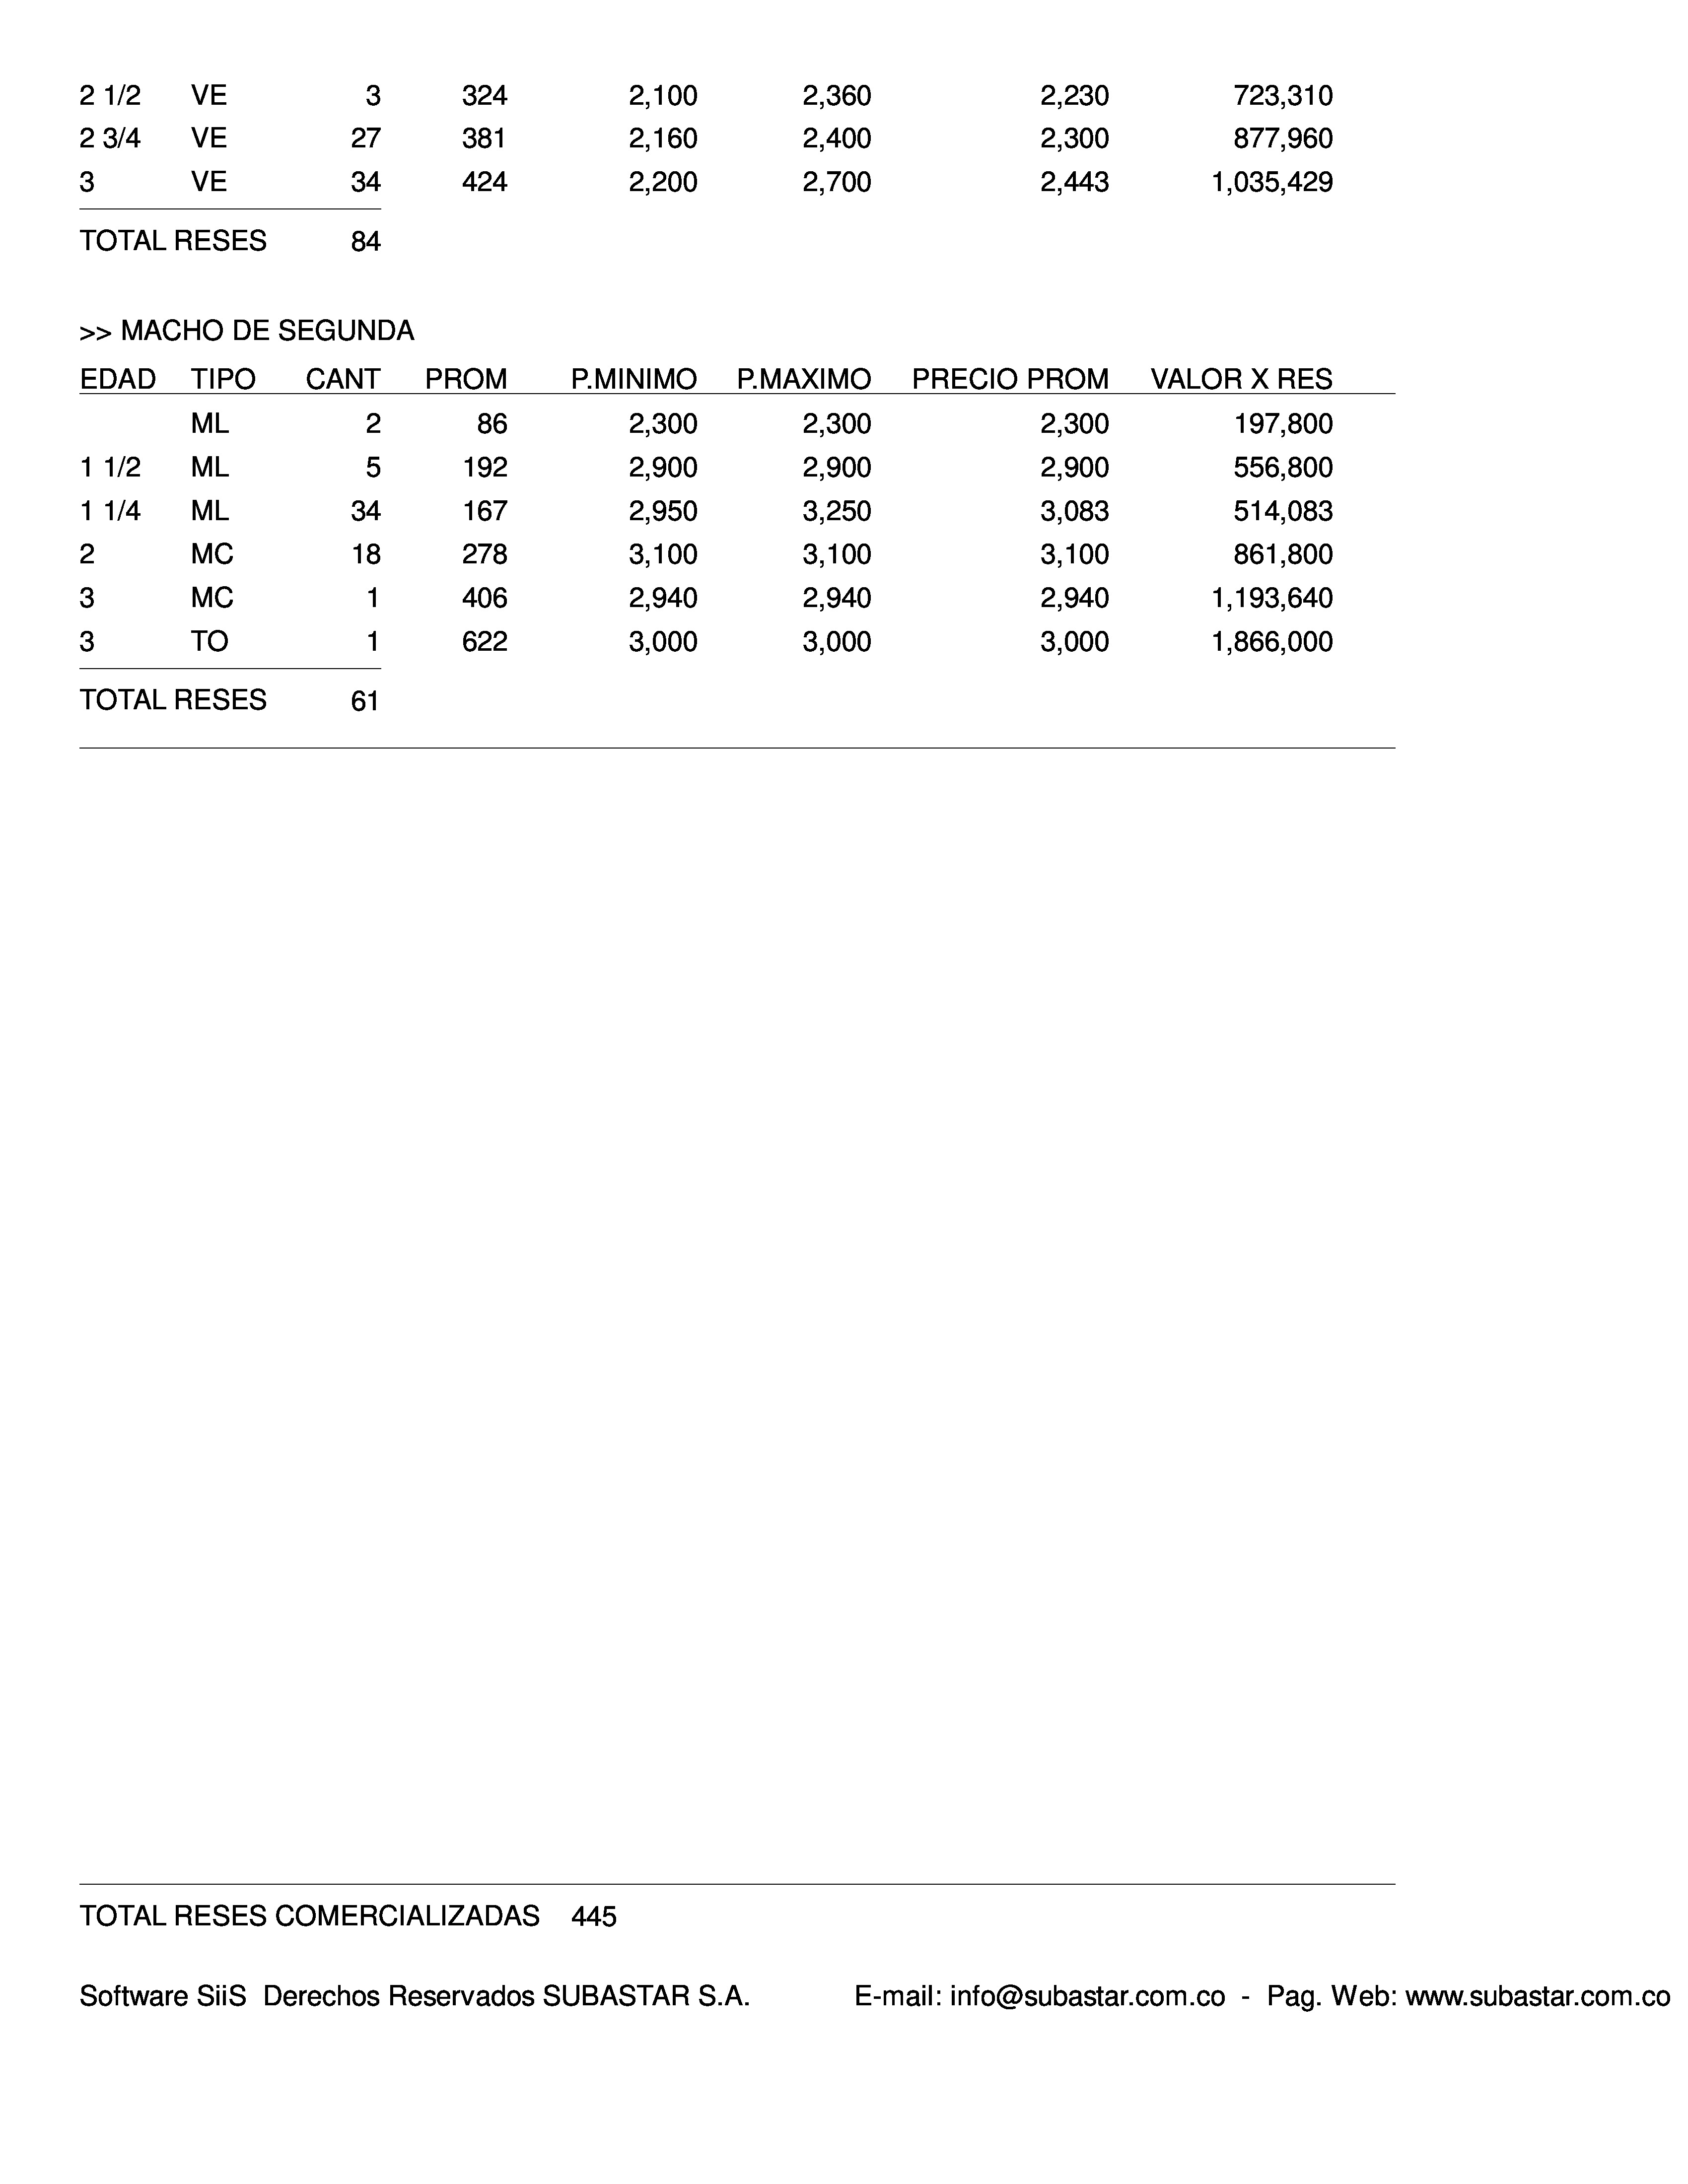 2 1/2 VE 3 324 2,100 2,360 2,230 723,310
2 3/4 VE 27 381 2,160 2,400 2,300 877,960
3 VE 34 424 2,200 2,700 2,443 1,035,429
TOTAL RESES 84
>> MACHO DE SEGUNDA
EDAD TIPO CANT PROM P.MINIMO P.MAXIMO PRECIO PROM VALOR X RES
ML 2 86 2,300 2,300 2,300 197,800
1 1/2 ML 5 192 2,900 2,900 2,900 556,800
1 1/4 ML 34 167 2,950 3,250 3,083 514,083
2 MC 18 278 3,100 3,100 3,100 861,800
3 MC 1 406 2,940 2,940 2,940 1,193,640
3 TO 1 622 3,000 3,000 3,000 1,866,000
TOTAL RESES 61
TOTAL RESES COMERCIALIZADAS 445
Software SiiS Derechos Reservados SUBASTAR S.A. E-mail: info@subastar.com.co - Pag. Web: www.subastar.com.co